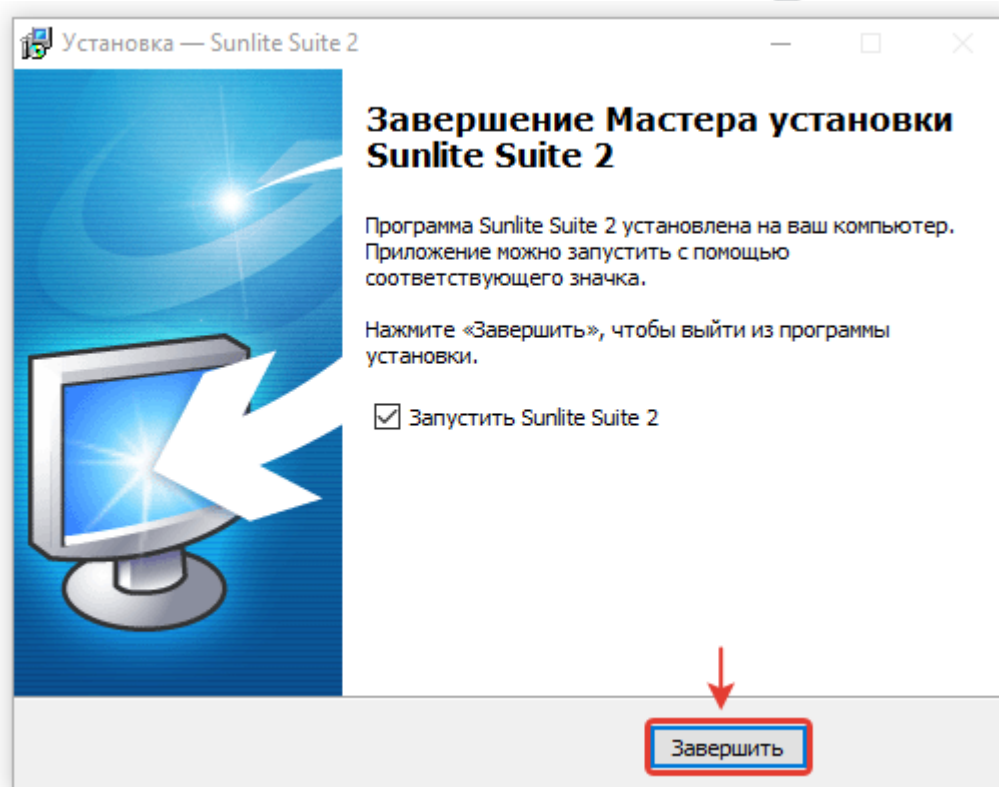 Установка — Sunlite Suite 2
Завершение Мастера установки
Sunlite Suite 2
Программа Sunlite Suite 2 установлена на ваш компьютер.
Приложение можно запустить с помощью
соответствующего значка.
Нажмите «Завершить», чтобы выйти из программы
установки.
Запустить Sunlite Suite 2
Завершить